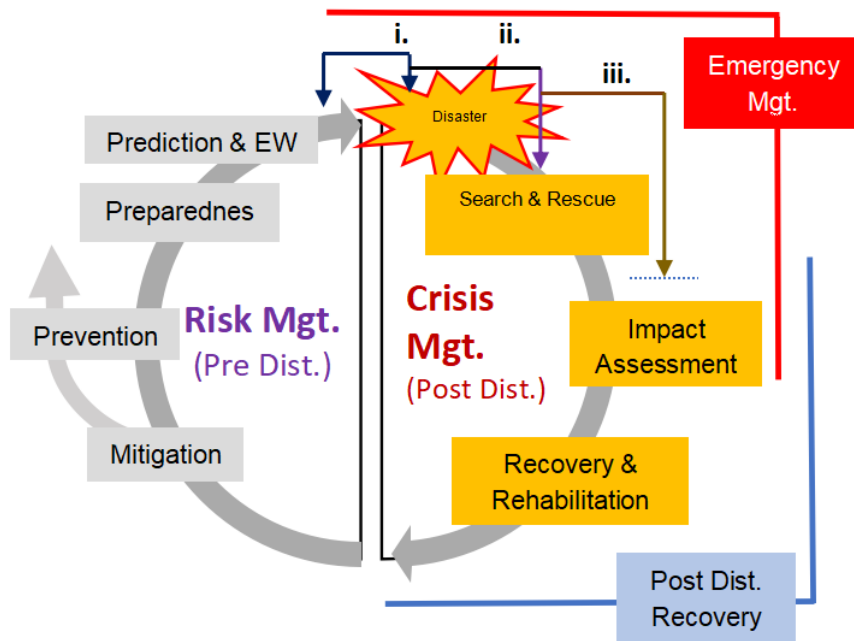 i.
ii.
iii.
Emergency
Mgt.
Disaster
Prediction & EW
Preparednes
Search & Rescue
Prevention
Risk Mgt.
(Pre Dist.)
Crisis
Mgt.
(Post Dist.)
Impact
Assessment
Mitigation
Recovery &
Rehabilitation
Post Dist.
Recovery